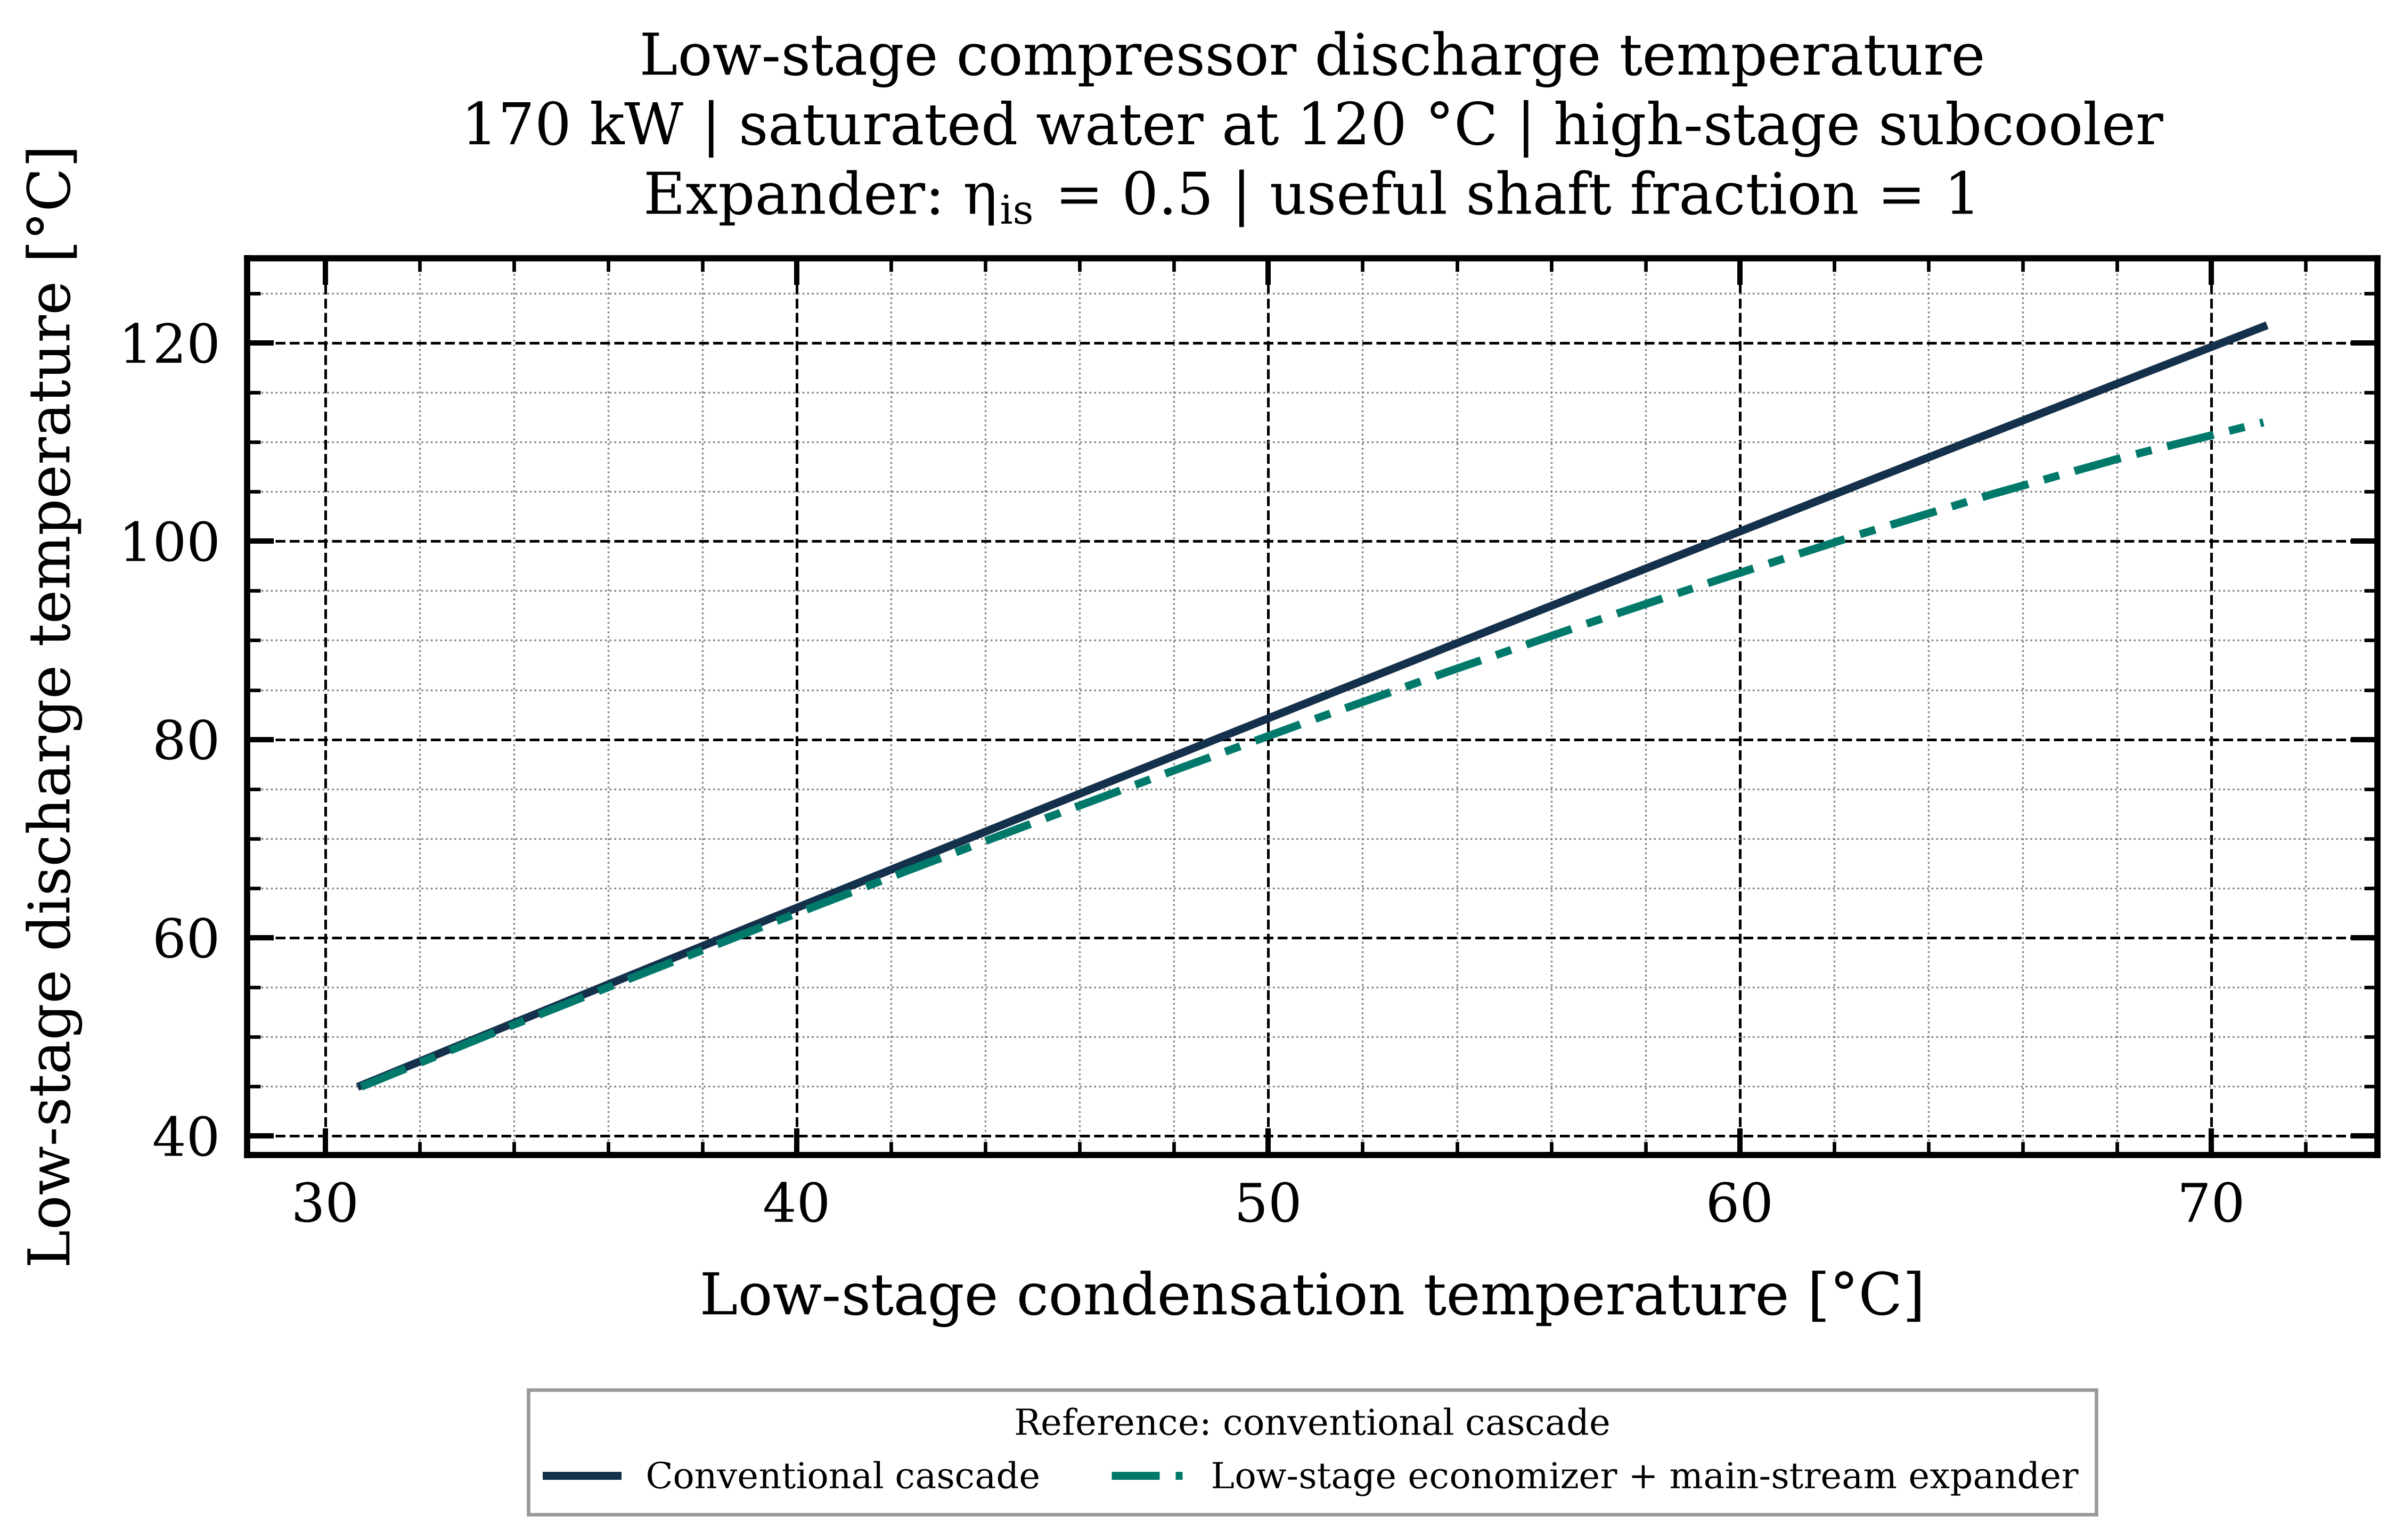 Low-stage compressor discharge temperature
170 kW | saturated water at 120 °C | high-stage subcooler
Expander: ηis = 0.5 | useful shaft fraction = 1
Low-stage discharge temperature [°C]
120
100
80
60
40
30 40 50 60 70
Low-stage condensation temperature [°C]
Reference: conventional cascade
Conventional cascade Low-stage economizer + main-stream expander